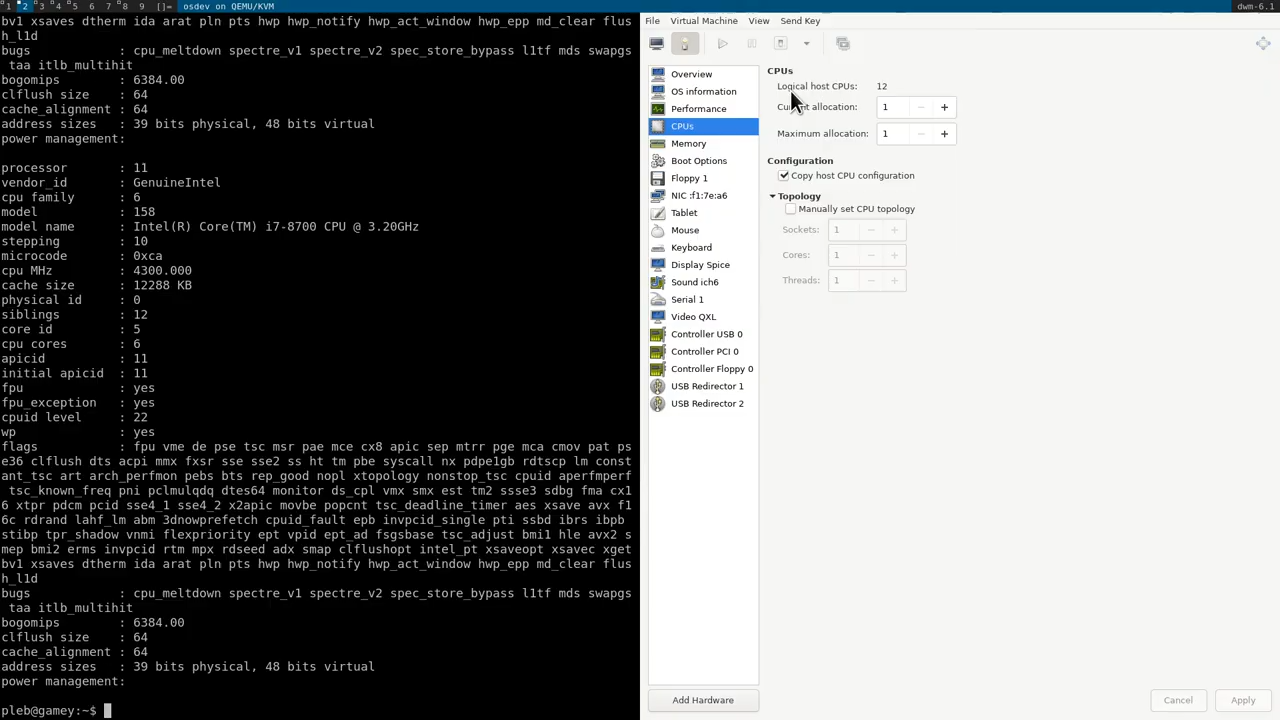 1 2 3 4 5 6 7 8 9 []= osdev on QEMU/KVM dwm-6.1
bv1 xsaves dtherm ida arat pln pts hwp hwp_notify hwp_act_window hwp_epp md_clear flus
h_l1d
bugs : cpu_meltdown spectre_v1 spectre_v2 spec_store_bypass l1tf mds swapgs
taa itlb_multihit
bogomips : 6384.00
clflush size : 64
cache_alignment : 64
address sizes : 39 bits physical, 48 bits virtual
power management:
processor : 11
vendor_id : GenuineIntel
cpu family : 6
model : 158
model name : Intel(R) Core(TM) i7-8700 CPU @ 3.20GHz
stepping : 10
microcode : 0xca
cpu MHz : 4300.000
cache size : 12288 KB
physical id : 0
siblings : 12
core id : 5
cpu cores : 6
apicid : 11
initial apicid : 11
fpu : yes
fpu_exception : yes
cpuid level : 22
wp : yes
flags : fpu vme de pse tsc msr pae mce cx8 apic sep mtrr pge mca cmov pat ps
e36 clflush dts acpi mmx fxsr sse sse2 ss ht tm pbe syscall nx pdpe1gb rdtscp lm const
ant_tsc art arch_perfmon pebs bts rep_good nopl xtopology nonstop_tsc cpuid aperfmperf
tsc_known_freq pni pclmulqdq dtes64 monitor ds_cpl vmx smx est tm2 ssse3 sdbg fma cx1
6 xtpr pdcm pcid sse4_1 sse4_2 x2apic movbe popcnt tsc_deadline_timer aes xsave avx f1
6c rdrand lahf_lm abm 3dnowprefetch cpuid_fault epb invpcid_single pti ssbd ibrs ibpb
stibp tpr_shadow vnmi flexpriority ept vpid ept_ad fsgsbase tsc_adjust bmi1 hle avx2 s
mep bmi2 erms invpcid rtm mpx rdseed adx smap clflushopt intel_pt xsaveopt xsavec xget
bv1 xsaves dtherm ida arat pln pts hwp hwp_notify hwp_act_window hwp_epp md_clear flus
h_l1d
bugs : cpu_meltdown spectre_v1 spectre_v2 spec_store_bypass l1tf mds swapgs
taa itlb_multihit
bogomips : 6384.00
clflush size : 64
cache_alignment : 64
address sizes : 39 bits physical, 48 bits virtual
power management:
File Virtual Machine View Send Key
Overview
OS information
Performance
CPUs
Memory
Boot Options
Floppy 1
NIC :f1:7e:a6
Tablet
Mouse
Keyboard
Display Spice
Sound ich6
Serial 1
Video QXL
Controller USB 0
Controller PCI 0
Controller Floppy 0
USB Redirector 1
USB Redirector 2
Add Hardware
CPUs
Logical host CPUs: 12
allocation: 1 − +
Maximum allocation: 1 − +
Configuration
Copy host CPU configuration
Topology
Manually set CPU topology
Sockets: 1 − +
Cores: 1 − +
Threads: 1 − +
Cancel Apply